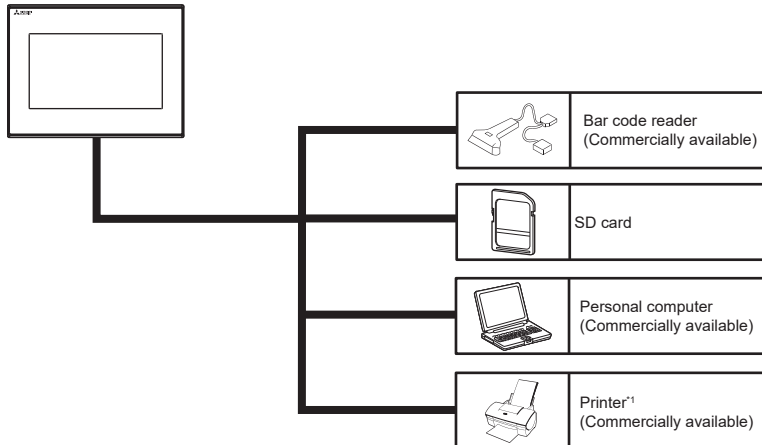 Bar code reader
(Commercially available)
SD card
Personal computer
(Commercially available)
Printer*1
(Commercially available)